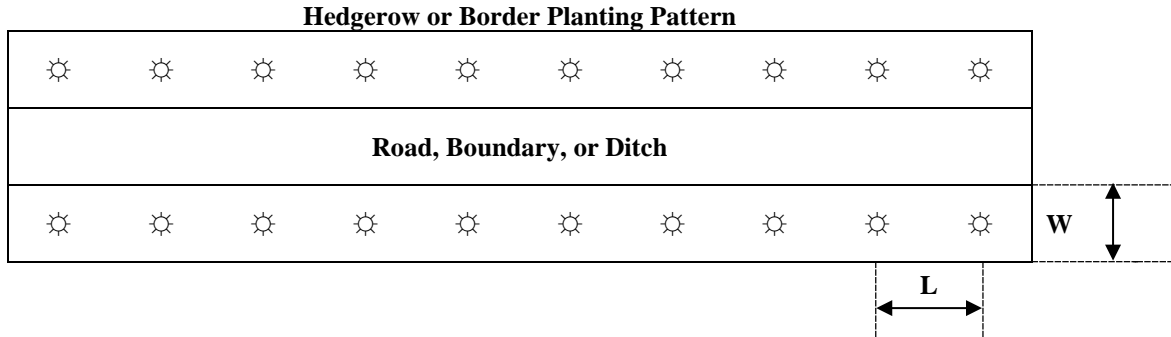 Hedgerow or Border Planting Pattern
Road, Boundary, or Ditch
W
L